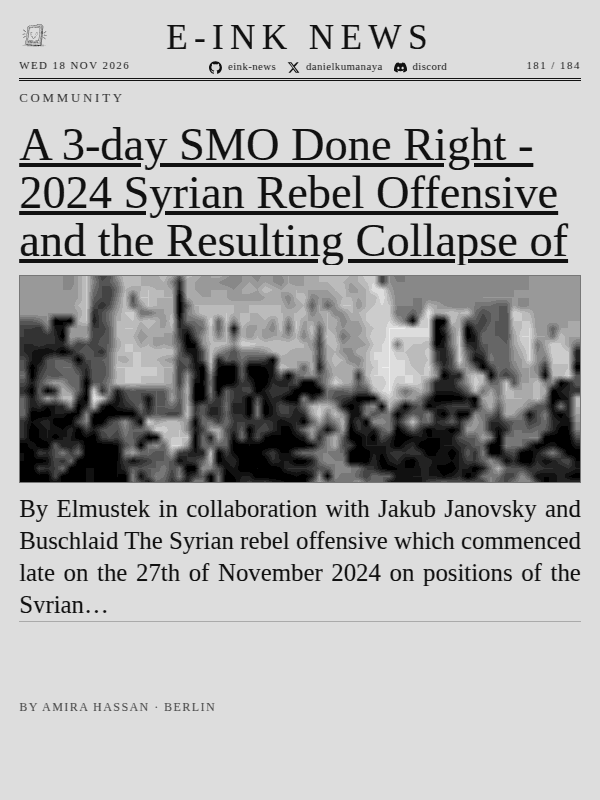 E-INK NEWS
WED 18 NOV 2026
eink-news danielkumanaya discord
181 / 184
COMMUNITY
A 3-day SMO Done Right -
2024 Syrian Rebel Offensive
and the Resulting Collapse of
By Elmustek in collaboration with Jakub Janovsky and
Buschlaid The Syrian rebel offensive which commenced
late on the 27th of November 2024 on positions of the
Syrian…
BY AMIRA HASSAN · BERLIN